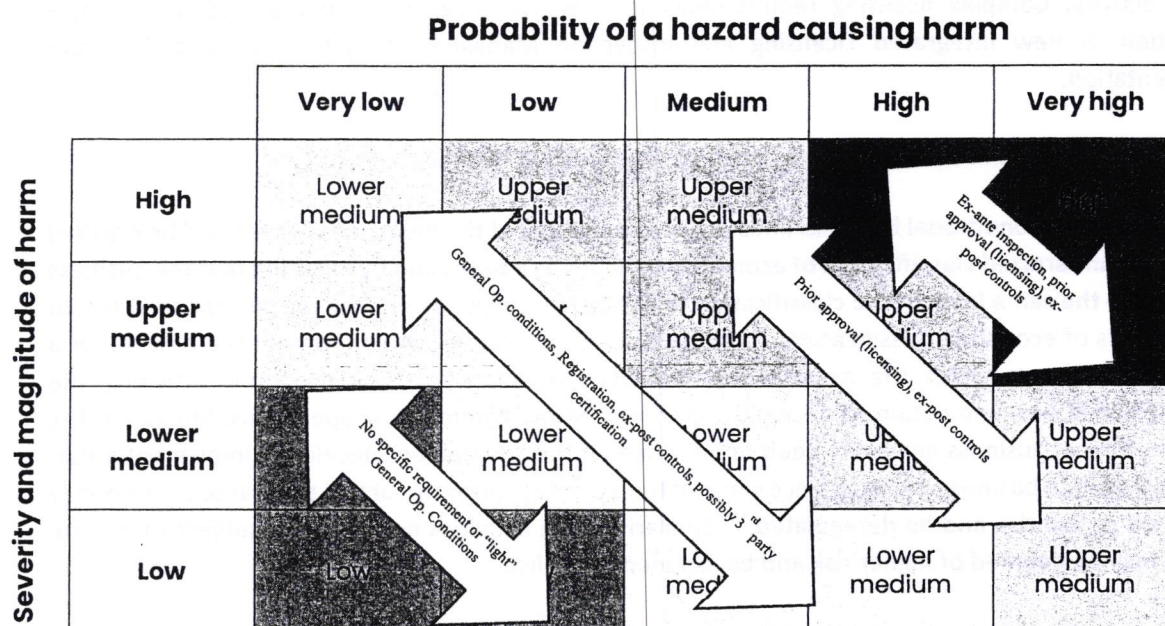 Probability of a hazard causing harm
Very low Low Medium High Very high
Severity and magnitude of harm
High
Lower
medium
Upper
medium
Upper
medium
Upper
medium
Lower
medium
Upper
medium
Upper
medium
Lower
medium
Lower
medium
Lower
medium
Upper
medium
Upper
medium
Low
Low
Lower
medium
Lower
medium
Upper
medium
Ex-ante inspection, prior
approval (licensing), ex-
post controls
Prior approval (licensing), ex-post controls
General Op. conditions, Registration, ex-post controls, possibly 3rd party
certification
No specific requirement or "light"
General Op. Conditions